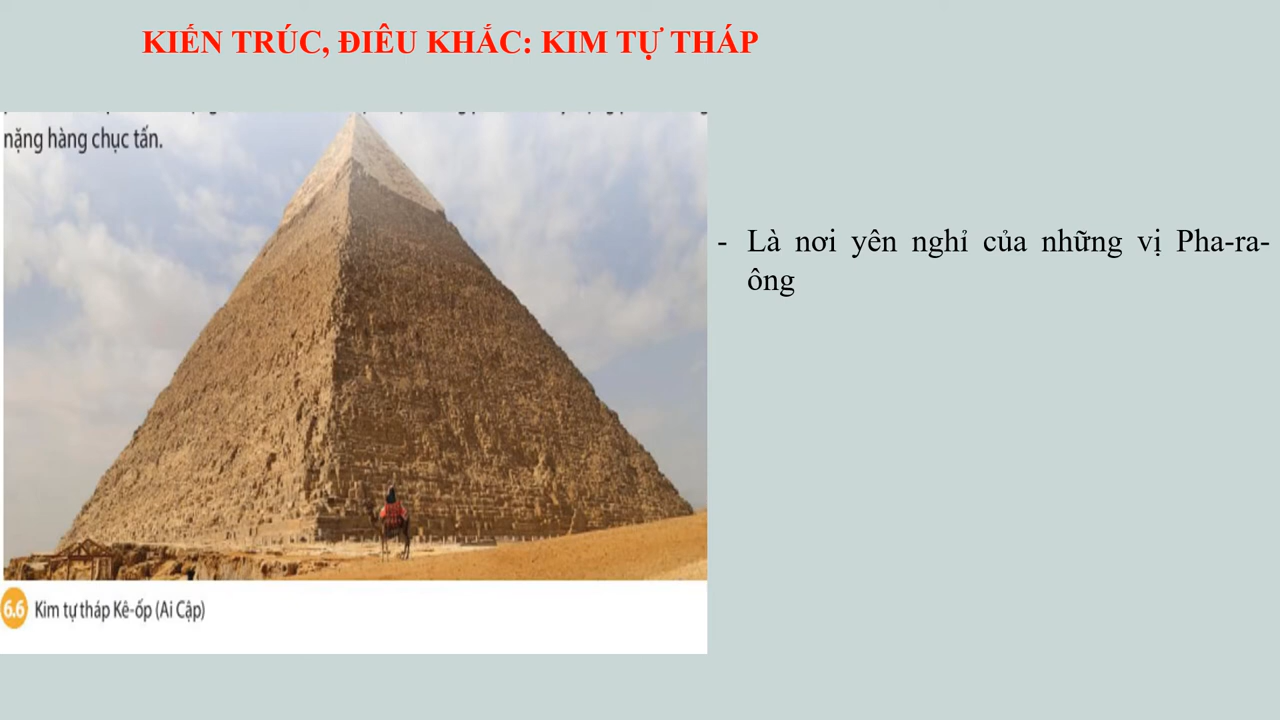 KIẾN TRÚC, ĐIÊU KHẮC: KIM TỰ THÁP
nặng hàng chục tấn.
- Là nơi yên nghỉ của những vị Pha-ra-
ông
6.6 Kim tự tháp Kê-ốp (Ai Cập)